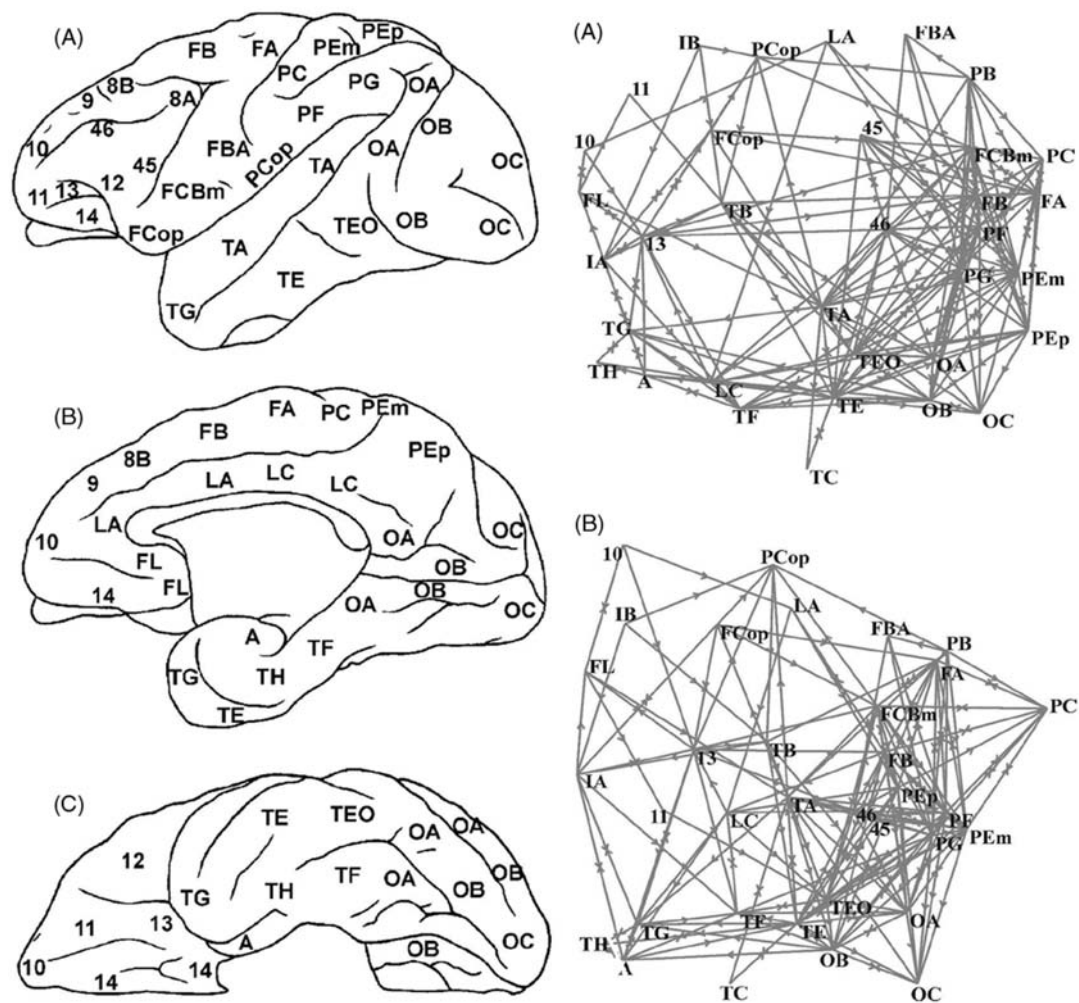 (A)
FB
FA
PEm
PEp
PC
8B
9
8A
PG
OA
46
PF
OB
10
FBA
PCop
OA
OC
45
TA
11
13
12
FCBm
14
TEO
OB
OC
FCop
TA
TE
TG
(B)
FA
PC
PEm
FB
8B
PEp
9
LA
LC
LC
LA
OC
10
OA
FL
OB
14
FL
OB
OA
OC
A
TF
TG
TH
TE
(C)
TE
TEO
OA
OA
12
OB
TG
TH
TF
OA
OB
11
13
A
OC
10
14
14
OB
(A)
IB
PCop
LA
FBA
11
PB
10
FCop
45
FCBm
PC
FL
TB
FB
FA
13
46
PF
IA
PG
PEm
TG
TA
PEp
TEO
OA
TH
A
LC
TF
TE
OB
OC
TC
(B)
10
PCop
IB
LA
FCop
FBA
PB
FL
FA
FCBm
PC
13
TB
FB
IA
PEp
11
LC
TA
46
45
PF
PG
PEm
TEO
OA
TH
TG
TF
TE
A
OB
TC
OC